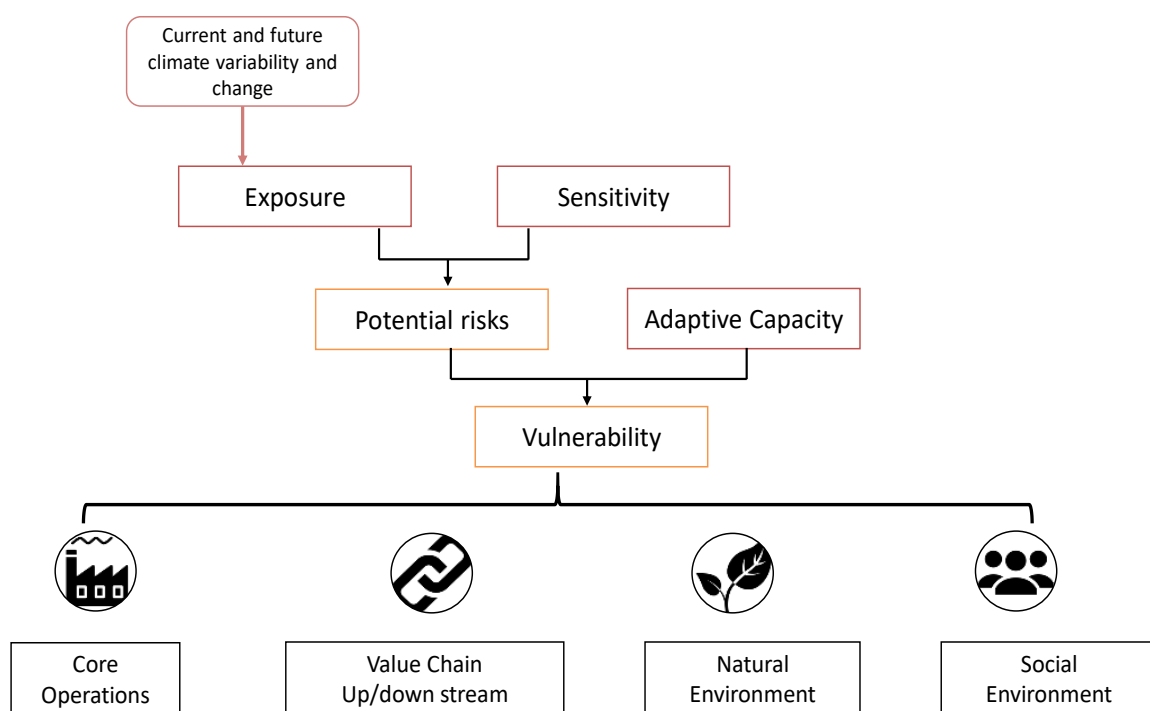 Current and future
climate variability and
change
Exposure
Sensitivity
Potential risks
Adaptive Capacity
Vulnerability
Core
Operations
Value Chain
Up/down stream
Natural
Environment
Social
Environment